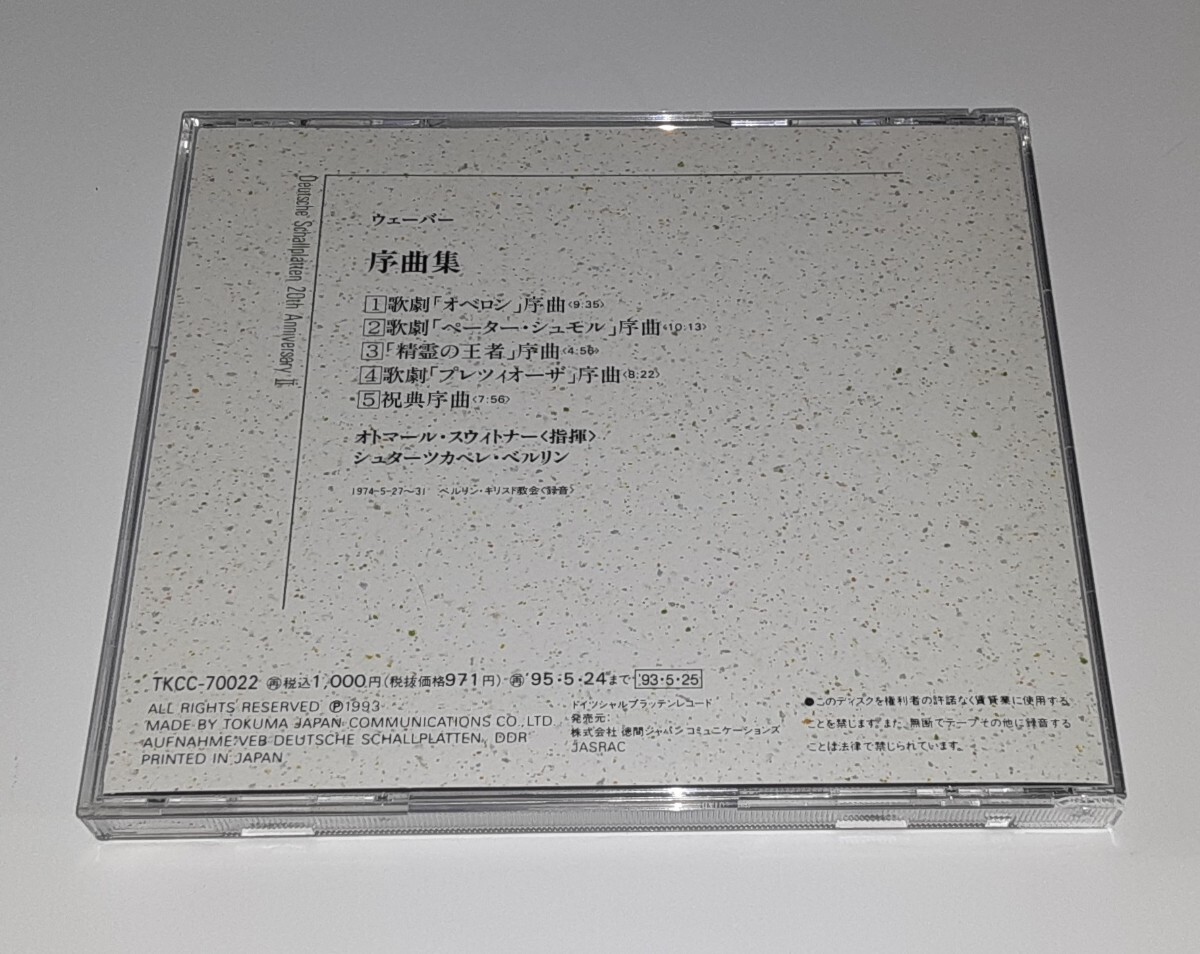 Deutsche Schallplatten 20th Anniversary II
ウェーバー
序曲集
1 歌劇「オベロン」序曲〈9:35〉
2 歌劇「ペーター・シュモル」序曲〈10:13〉
3 「精霊の王者」序曲〈4:56〉
4 歌劇「プレツィオーザ」序曲〈8:22〉
5 祝典序曲〈7:56〉
オトマール・スウィトナー〈指揮〉
シュターツカペレ・ベルリン
1974-5-27〜31 ベルリン・キリスト教会〈録音〉
TKCC-70022 ㊢税込1,000円(税抜価格971円) ㊢'95・5・24まで '93・5・25
ALL RIGHTS RESERVED Ⓟ1993
MADE BY TOKUMA JAPAN COMMUNICATIONS CO., LTD.
AUFNAHME:VEB DEUTSCHE SCHALLPLATTEN, DDR
PRINTED IN JAPAN
ドイツシャルプラッテンレコード
発売元:
株式会社 徳間ジャパンコミュニケーションズ
JASRAC
●このディスクを権利者の許諾なく賃貸業に使用する
ことを禁じます。また、無断でテープその他に録音する
ことは法律で禁じられています。